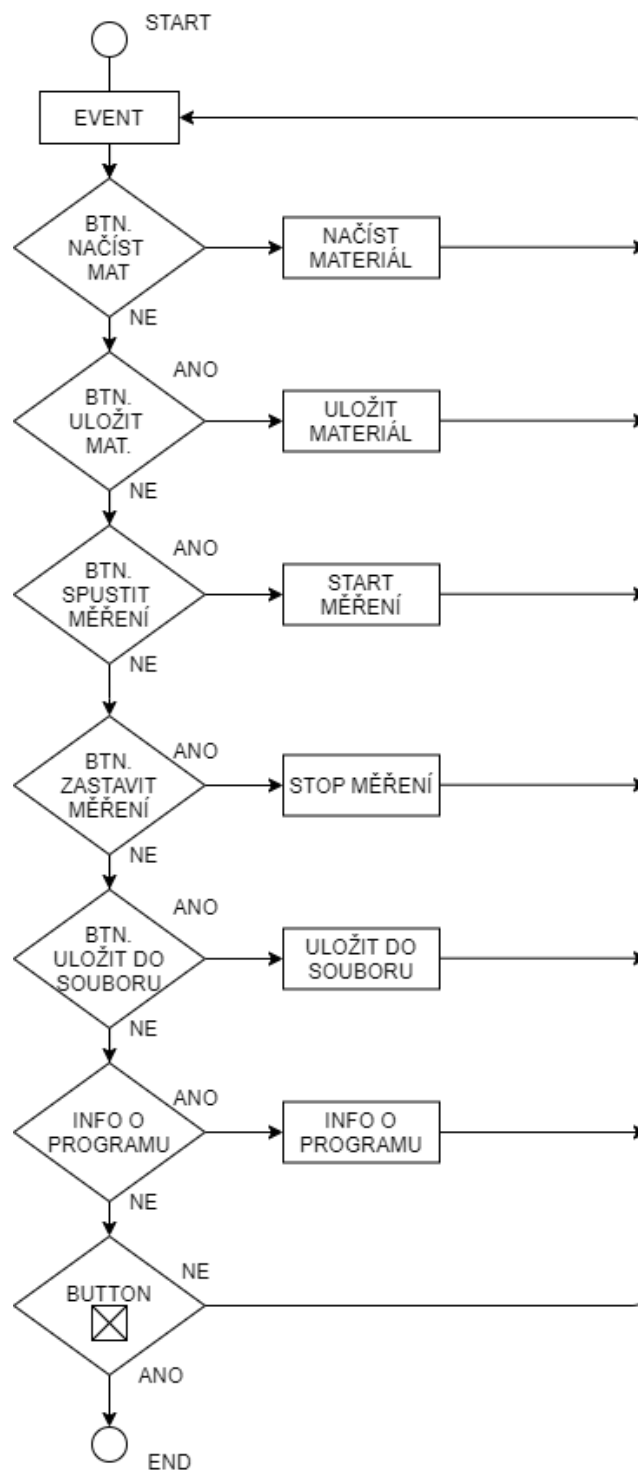 START
EVENT
BTN.
NAČÍST
MAT
NAČÍST
MATERIÁL
NE
ANO
BTN.
ULOŽIT
MAT.
ULOŽIT
MATERIÁL
NE
ANO
BTN.
SPUSTIT
MĚŘENÍ
START
MĚŘENÍ
NE
ANO
BTN.
ZASTAVIT
MĚŘENÍ
STOP MĚŘENÍ
NE
ANO
BTN.
ULOŽIT DO
SOUBORU
ULOŽIT DO
SOUBORU
NE
ANO
INFO O
PROGRAMU
INFO O
PROGRAMU
NE
NE
BUTTON
ANO
END